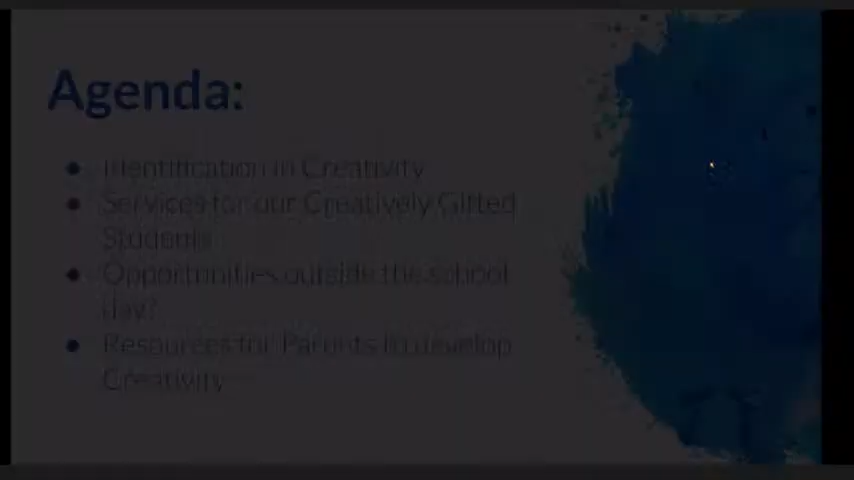 Agenda:
● Identification in Creativity
● Services for our Creatively Gifted
Students
● Opportunities outside the school
day?
● Resources for Parents to develop
Creativity